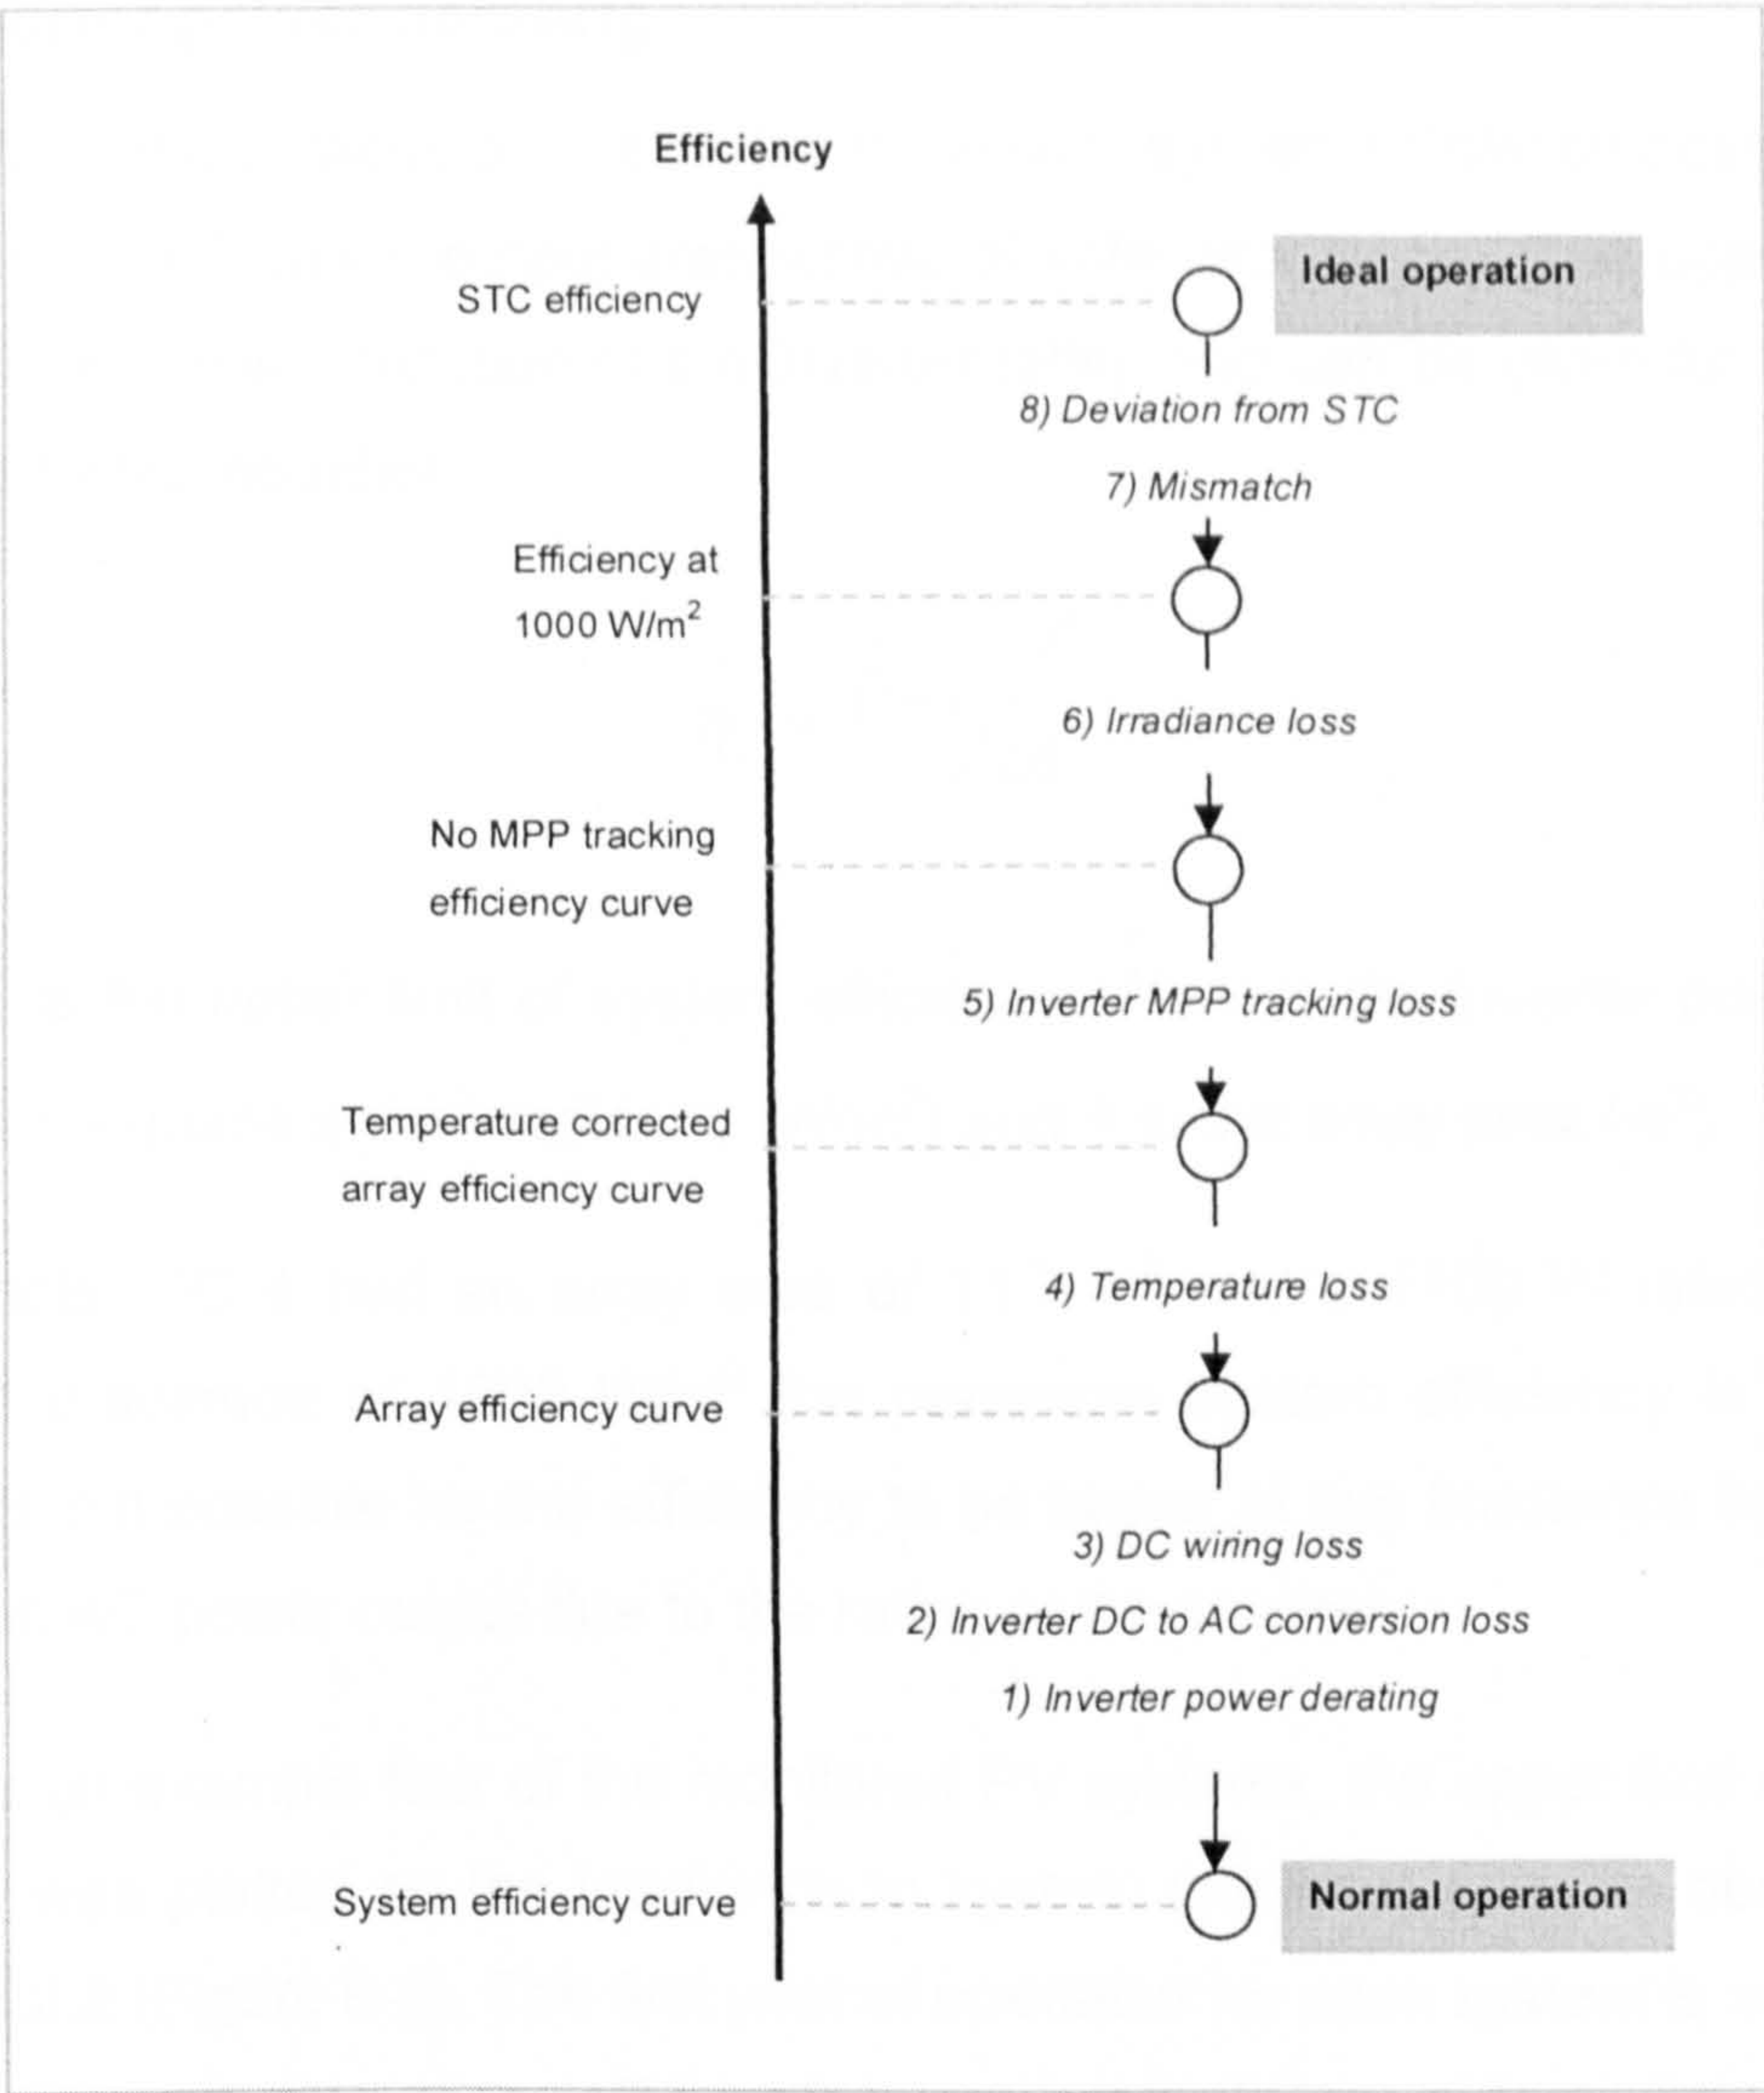 Efficiency
STC efficiency
Ideal operation
8) Deviation from STC
7) Mismatch
Efficiency at
1000 W/m²
6) Irradiance loss
No MPP tracking
efficiency curve
5) Inverter MPP tracking loss
Temperature corrected
array efficiency curve
4) Temperature loss
Array efficiency curve
3) DC wiring loss
2) Inverter DC to AC conversion loss
1) Inverter power derating
System efficiency curve
Normal operation